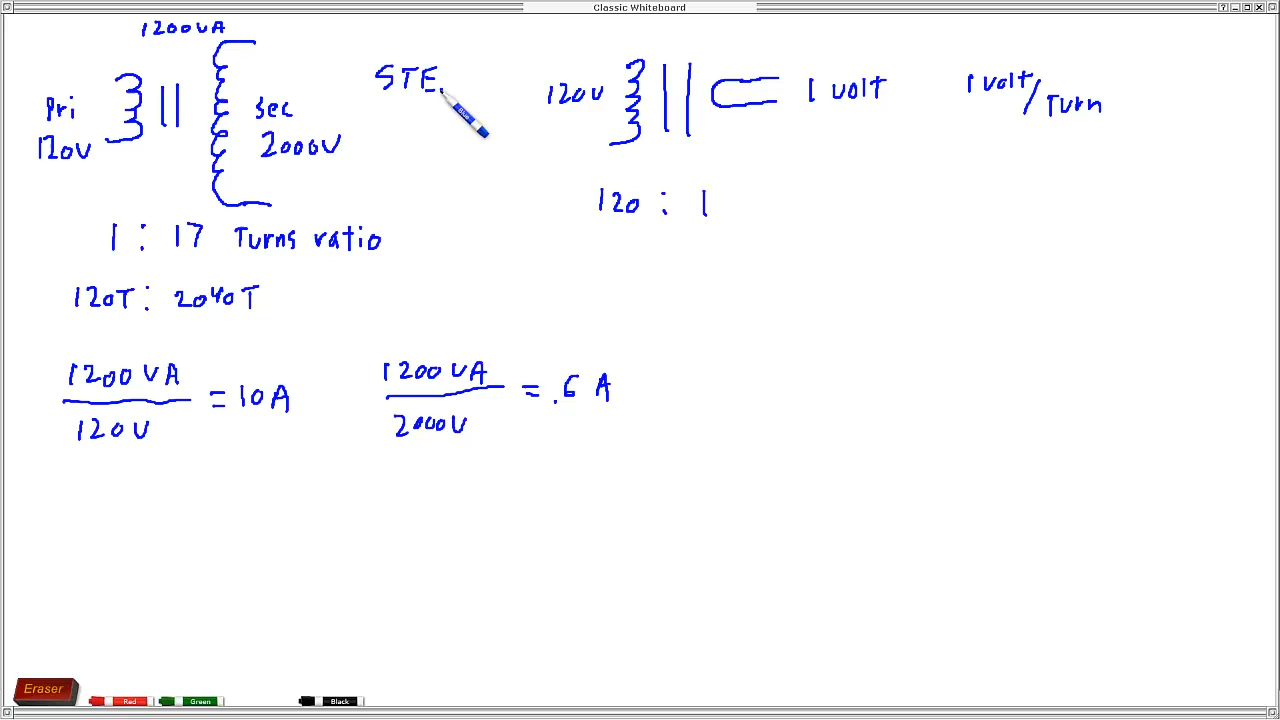 Classic Whiteboard
1200VA
Pri
120V
sec
2000V
STE
120V
1 volt
1 volt/Turn
120 : 1
1 : 17 Turns ratio
120T : 2040T
1200VA
120V
= 10A
1200VA
2000V
= .6 A
Eraser
Red
Green
Black
Blue